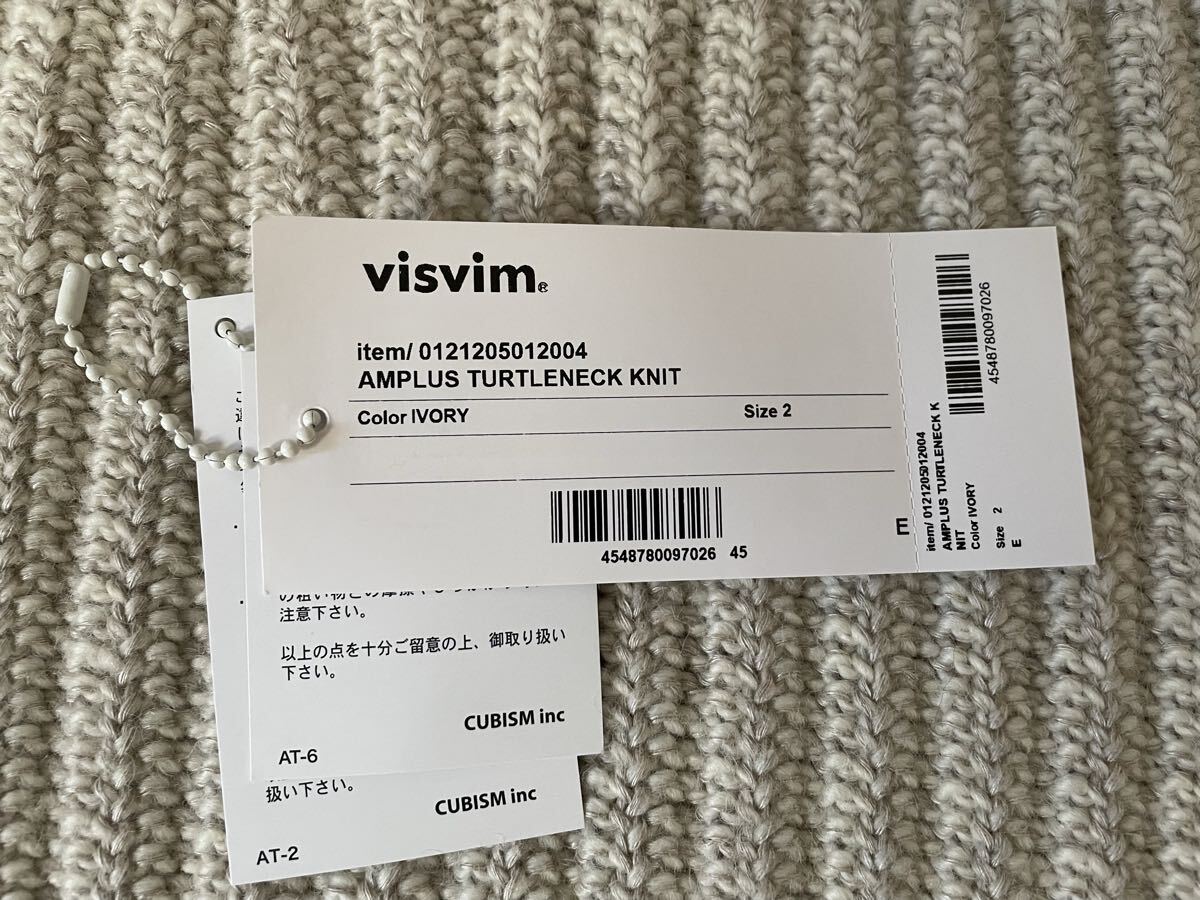 visvim®
item/ 0121205012004
AMPLUS TURTLENECK KNIT
Color IVORY Size 2
4548780097026 45
E
4548780097026
item/ 0121205012004
AMPLUS TURTLENECK K
NIT
Color IVORY
Size 2
E
注意下さい。
以上の点を十分ご留意の上、御取り扱い
下さい。
CUBISM inc
AT-6
扱い下さい。
CUBISM inc
AT-2